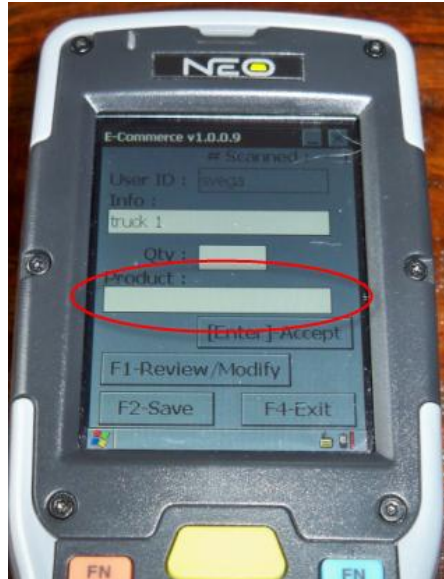 NEO
E-Commerce v1.0.0.9
# Scanned :
User ID : svega
Info :
truck 1
Qty :
Product :
[Enter]-Accept
F1-Review/Modify
F2-Save F4-Exit
FN FN